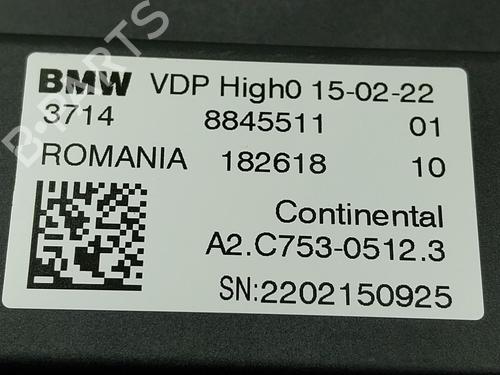 BMW VDP High0 15-02-22
3714 8845511 01
ROMANIA 182618 10
Continental
A2.C753-0512.3
SN:2202150925
B-PARTS